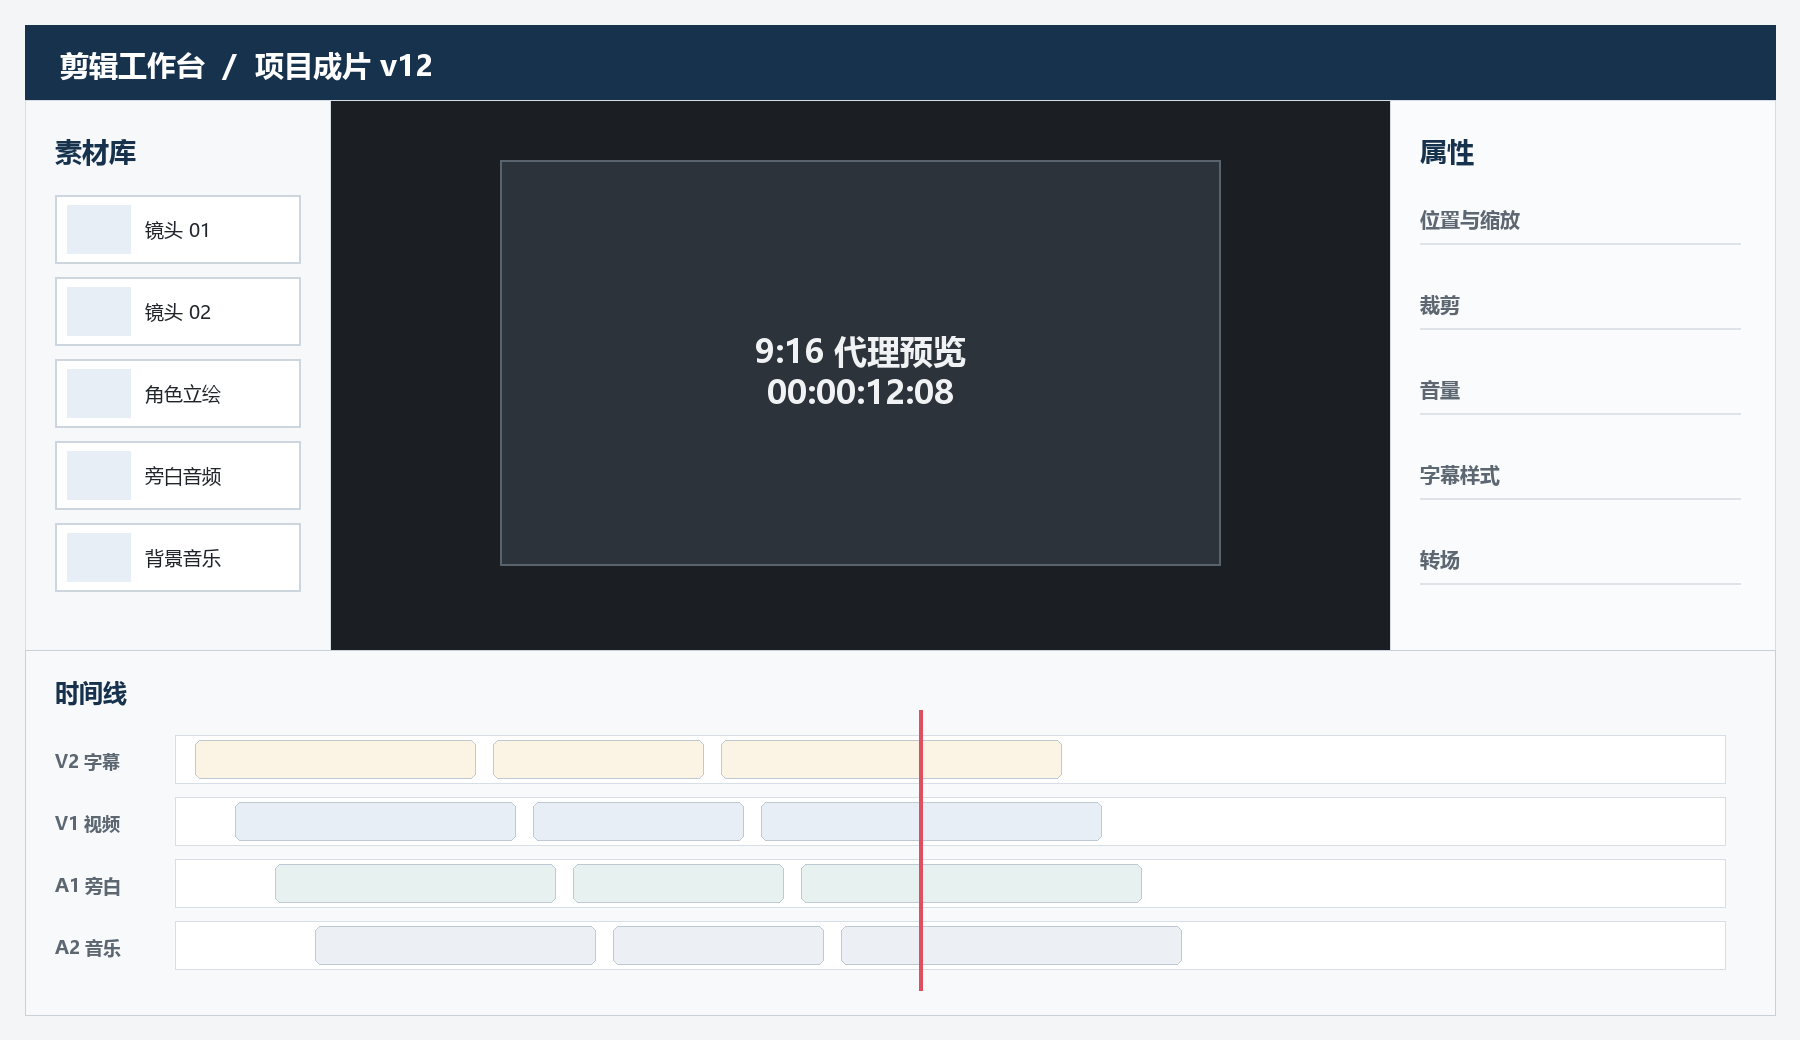 剪辑工作台 / 项目成片 v12
素材库
镜头 01
镜头 02
角色立绘
旁白音频
背景音乐
9:16 代理预览
00:00:12:08
属性
位置与缩放
裁剪
音量
字幕样式
转场
时间线
V2 字幕
V1 视频
A1 旁白
A2 音乐